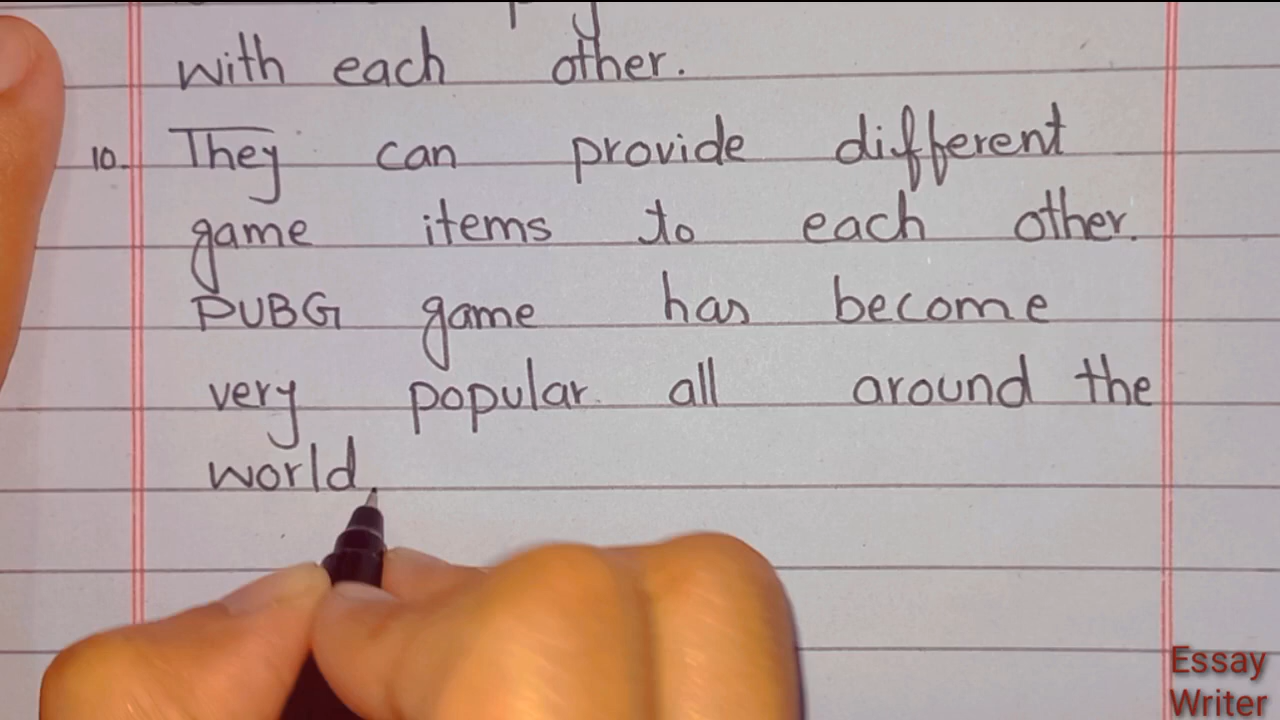 with each other.
10. They can provide different
game items to each other.
PUBG game has become
very popular all around the
world.
Essay
Writer